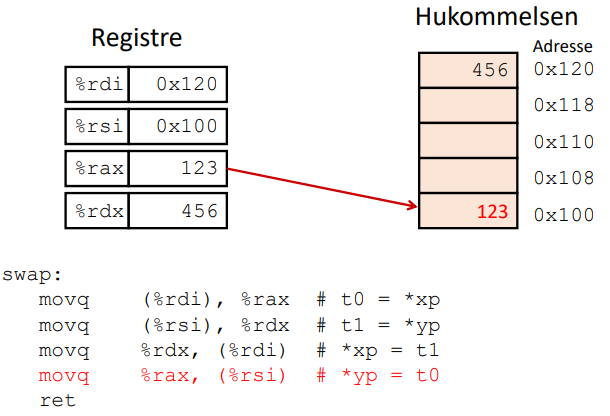 Registre
Hukommelsen
Adresse
%rdi 0x120
456 0x120
%rsi 0x100
0x118
0x110
%rax 123
0x108
%rdx 456
123 0x100
swap:
movq (%rdi), %rax # t0 = *xp
movq (%rsi), %rdx # t1 = *yp
movq %rdx, (%rdi) # *xp = t1
movq %rax, (%rsi) # *yp = t0
ret